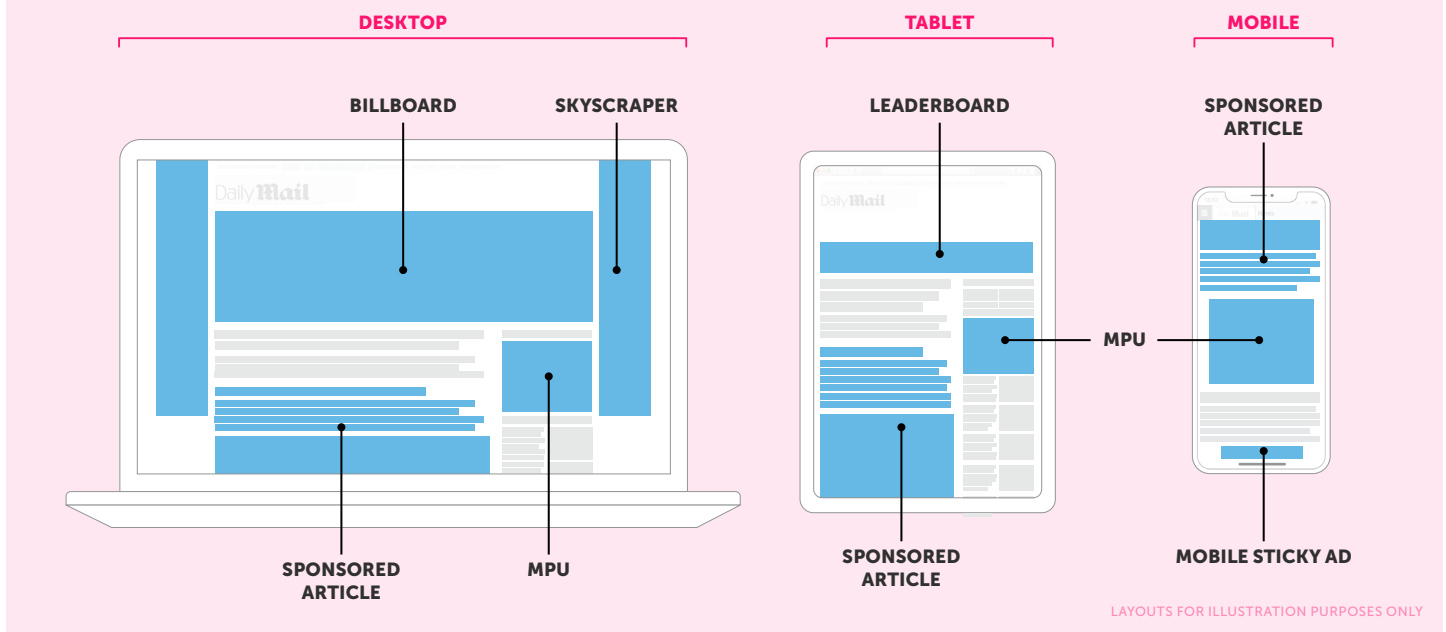 DESKTOP
TABLET
MOBILE
BILLBOARD
SKYSCRAPER
LEADERBOARD
SPONSORED
ARTICLE
Daily Mail
Daily Mail
MPU
SPONSORED
ARTICLE
MPU
SPONSORED
ARTICLE
MOBILE STICKY AD
LAYOUTS FOR ILLUSTRATION PURPOSES ONLY